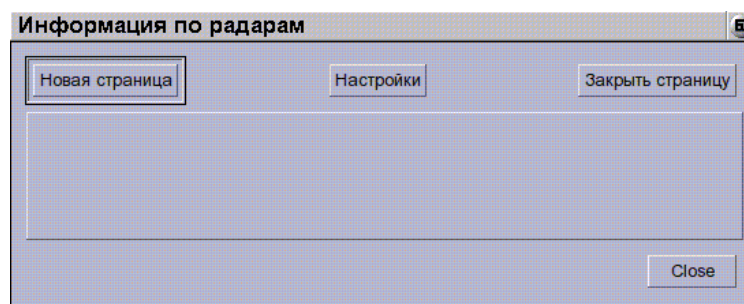 Информация по радарам
Новая страница Настройки Закрыть страницу
Close